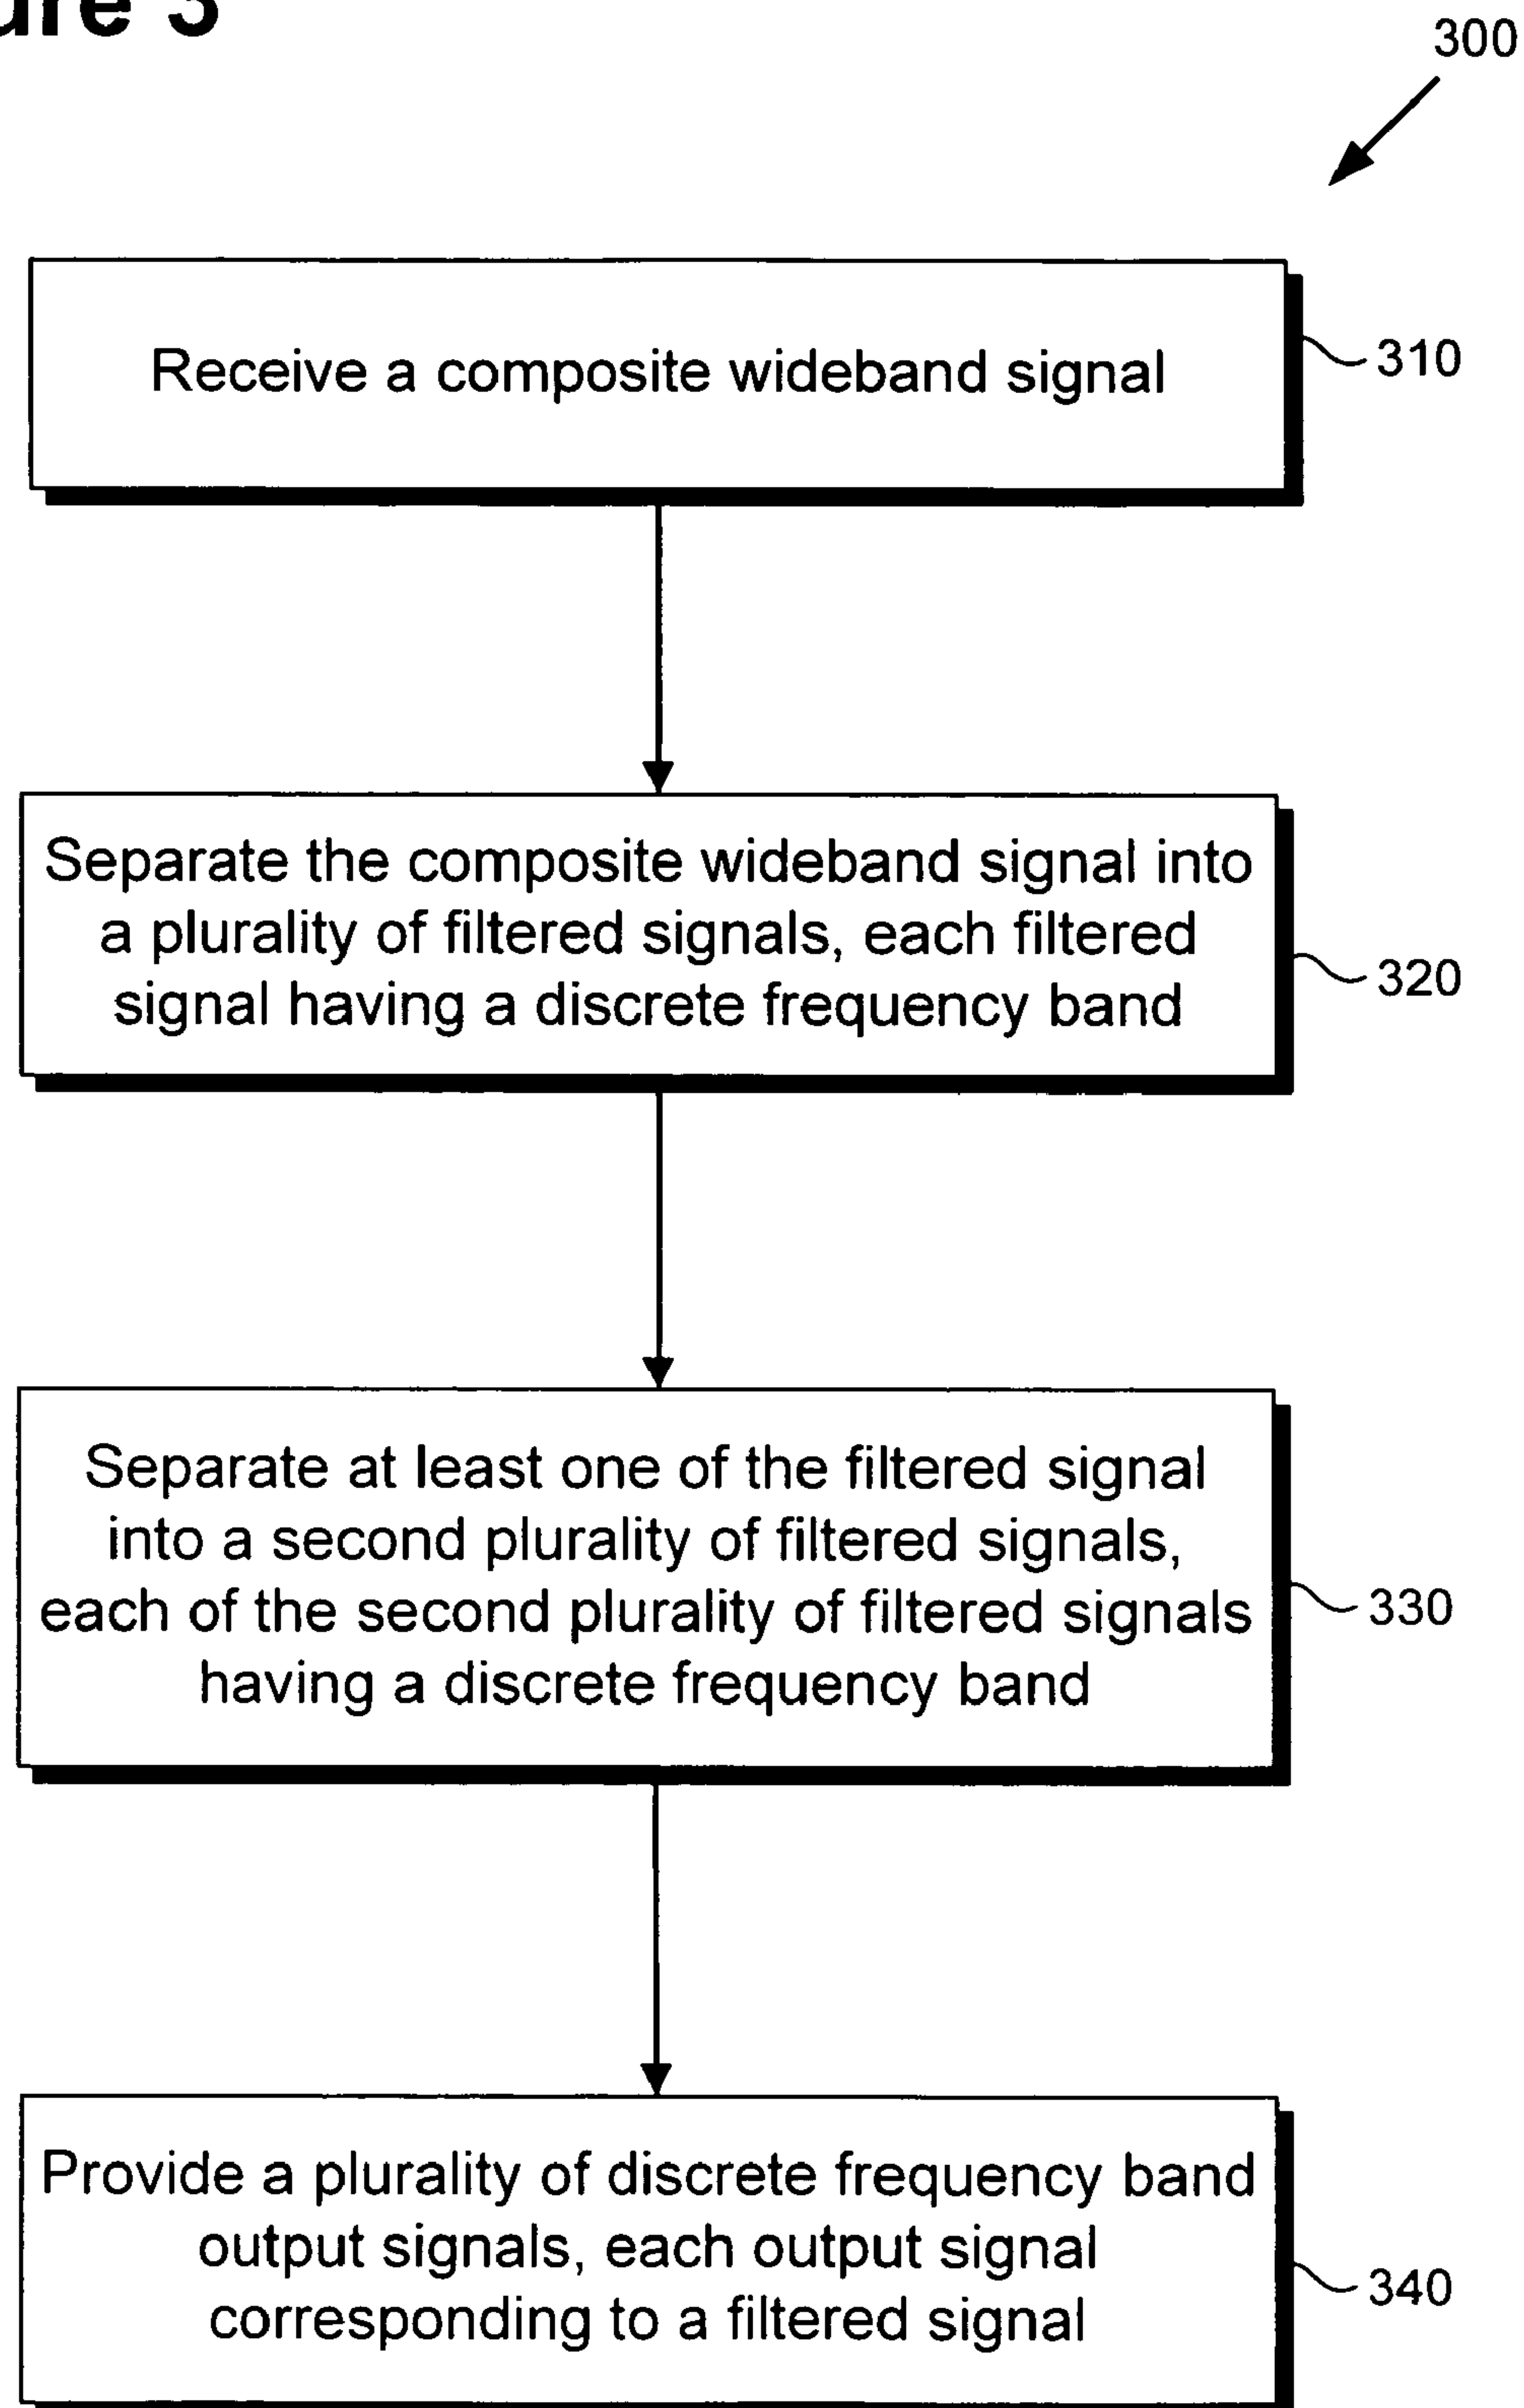 ure 3
300
Receive a composite wideband signal
310
Separate the composite wideband signal into
a plurality of filtered signals, each filtered
signal having a discrete frequency band
320
Separate at least one of the filtered signal
into a second plurality of filtered signals,
each of the second plurality of filtered signals
having a discrete frequency band
330
Provide a plurality of discrete frequency band
output signals, each output signal
corresponding to a filtered signal
340